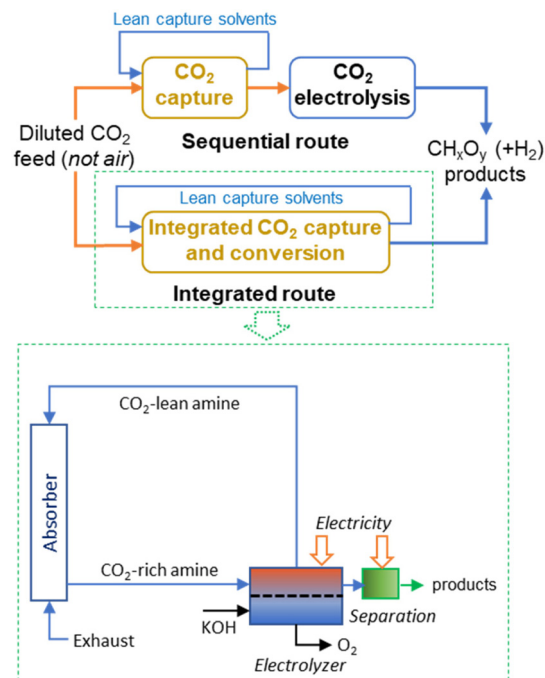 Lean capture solvents
CO₂
capture
CO₂
electrolysis
Diluted CO₂
feed (not air)
Sequential route
CHₓOᵧ (+H₂)
products
Lean capture solvents
Integrated CO₂ capture
and conversion
Integrated route
CO₂-lean amine
Absorber
Electricity
CO₂-rich amine
products
Separation
KOH
Exhaust
O₂
Electrolyzer